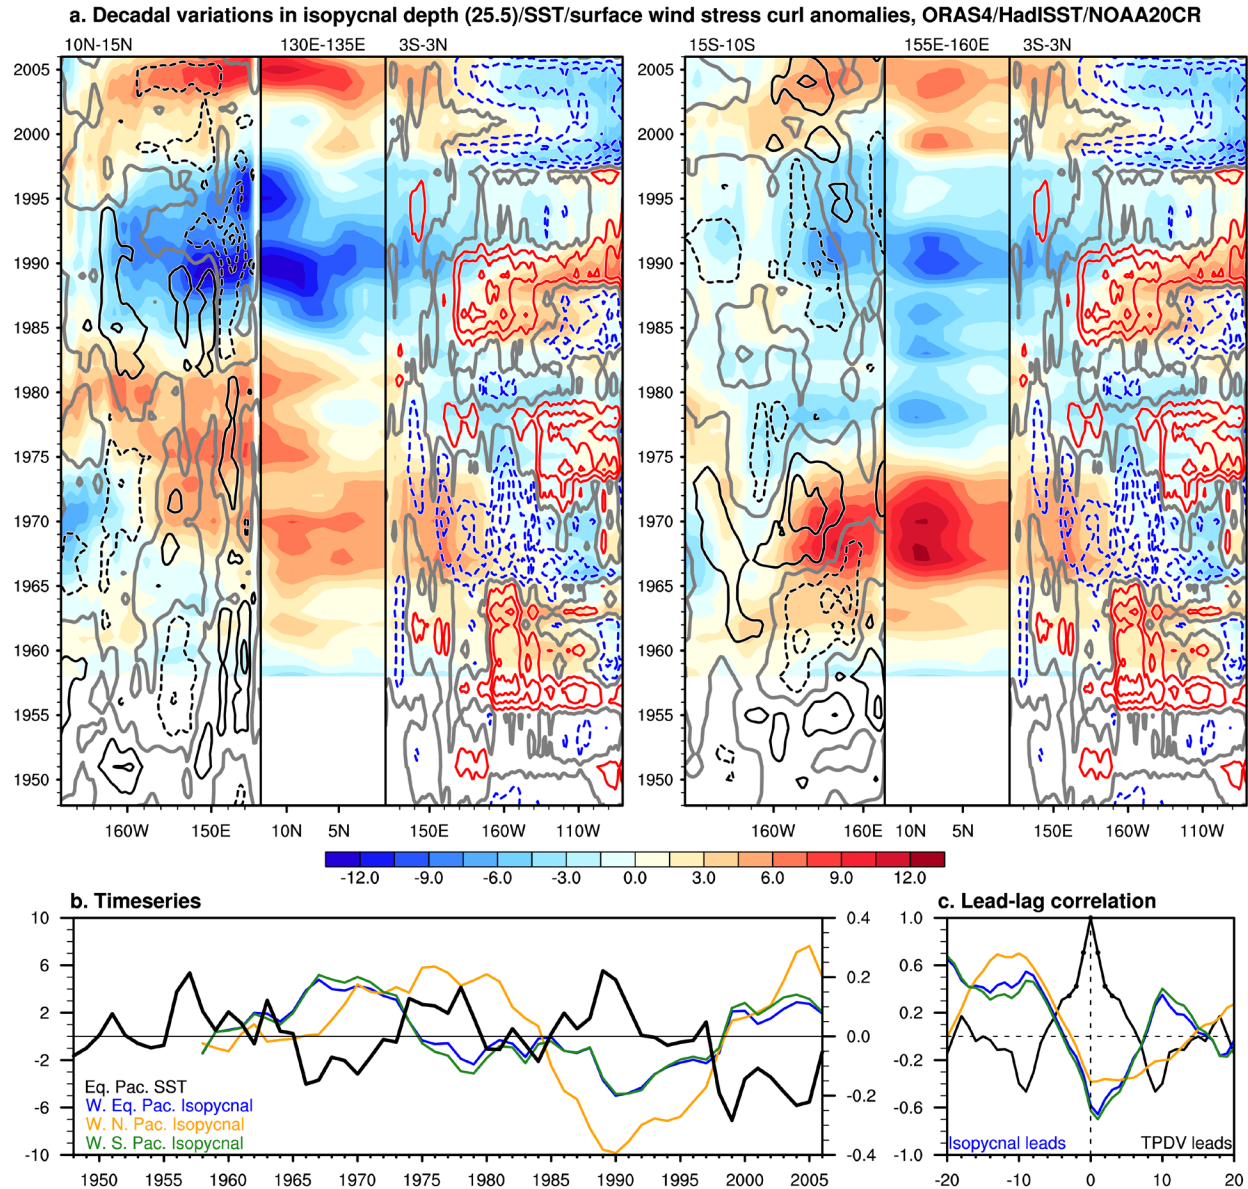 a. Decadal variations in isopycnal depth (25.5)/SST/surface wind stress curl anomalies, ORAS4/HadISST/NOAA20CR
10N-15N 130E-135E 3S-3N 15S-10S 155E-160E 3S-3N
2005 2005
2000 2000
1995 1995
1990 1990
1985 1985
1980 1980
1975 1975
1970 1970
1965 1965
1960 1960
1955 1955
1950 1950
160W 150E 10N 5N 150E 160W 110W 160W 160E 10N 5N 150E 160W 110W
-12.0 -9.0 -6.0 -3.0 0.0 3.0 6.0 9.0 12.0
b. Timeseries
10 0.4
6 0.2
2 0.0
-2
-6 -0.2
-10 -0.4
Eq. Pac. SST
W. Eq. Pac. Isopycnal
W. N. Pac. Isopycnal
W. S. Pac. Isopycnal
1950 1955 1960 1965 1970 1975 1980 1985 1990 1995 2000 2005
c. Lead-lag correlation
1.0
0.6
0.2
-0.2
-0.6
-1.0
Isopycnal leads TPDV leads
-20 -10 0 10 20